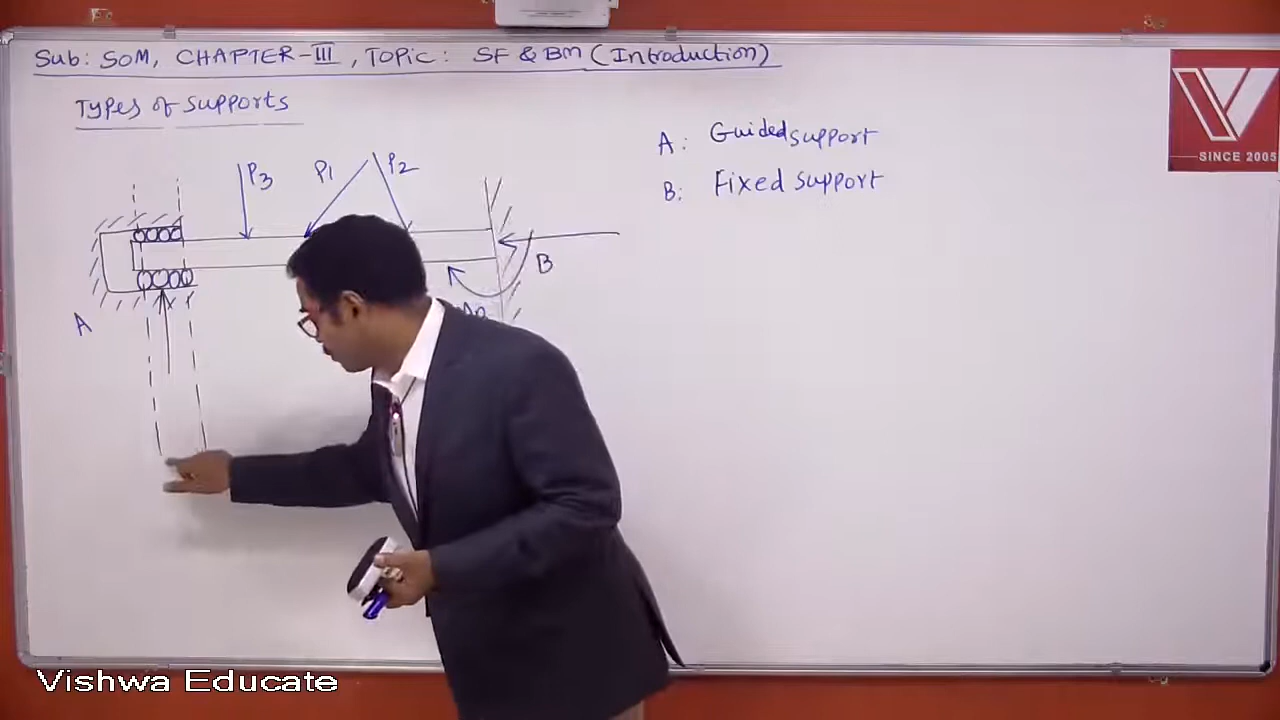 Sub: SOM, CHAPTER-III, TOPIC: SF & BM (Introduction)
Types of supports
A: Guided support
B: Fixed support
P3
P1
P2
B
A
V
SINCE 2005
Vishwa Educate